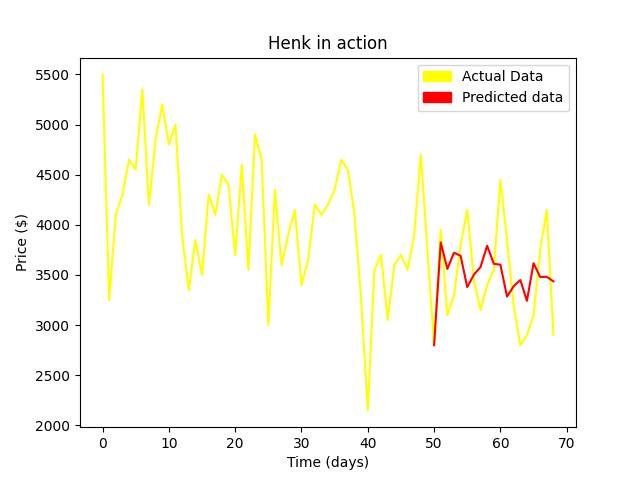 Henk in action
Actual Data
Predicted data
Price ($)
5500
5000
4500
4000
3500
3000
2500
2000
0 10 20 30 40 50 60 70
Time (days)